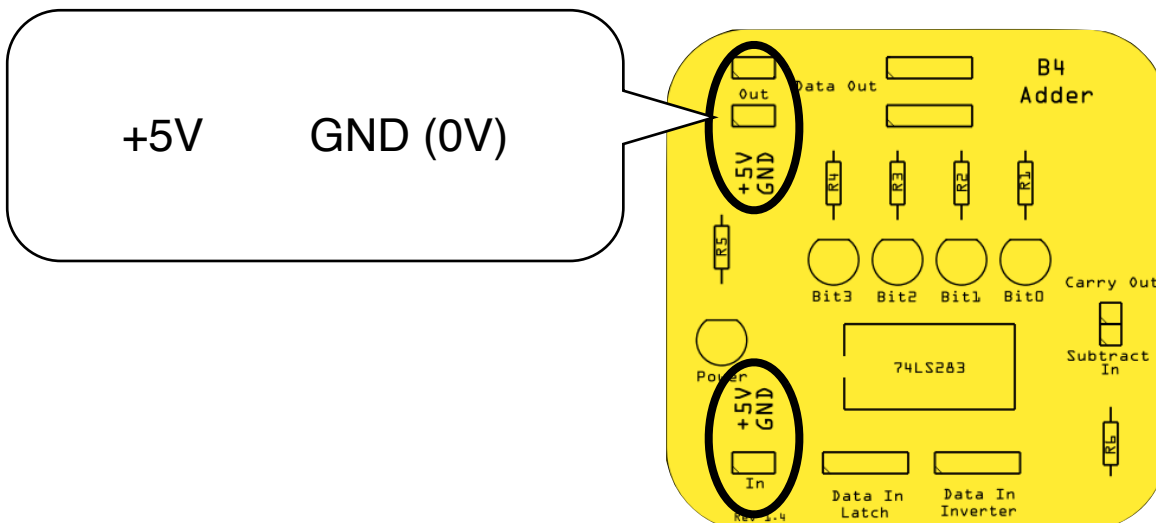 +5V GND (0V)
B4
Adder
Out
Data Out
+5V
GND
R4
R3
R2
R1
R5
Bit3
Bit2
Bit1
Bit0
Carry Out
Power
74LS283
Subtract
In
+5V
GND
R6
In
Data In
Latch
Data In
Inverter
Rev 1.4